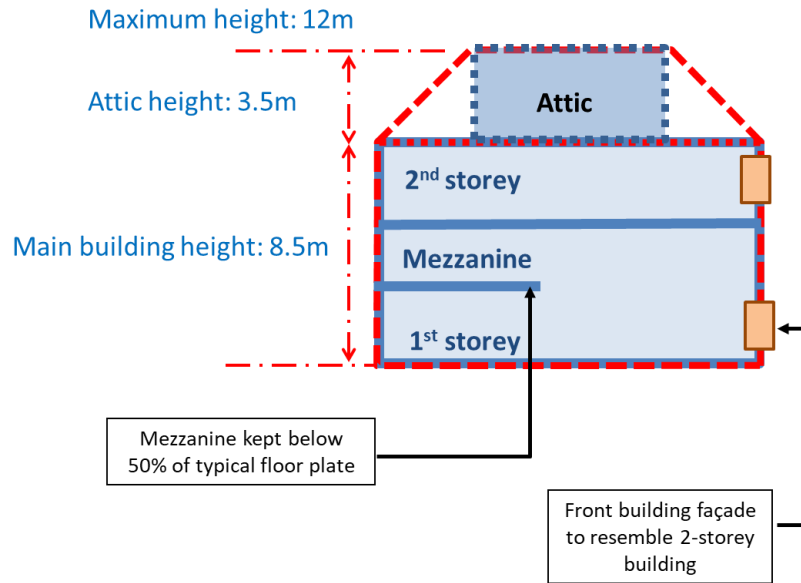 Maximum height: 12m
Attic height: 3.5m
Attic
2nd storey
Main building height: 8.5m
Mezzanine
1st storey
Mezzanine kept below
50% of typical floor plate
Front building façade
to resemble 2-storey
building